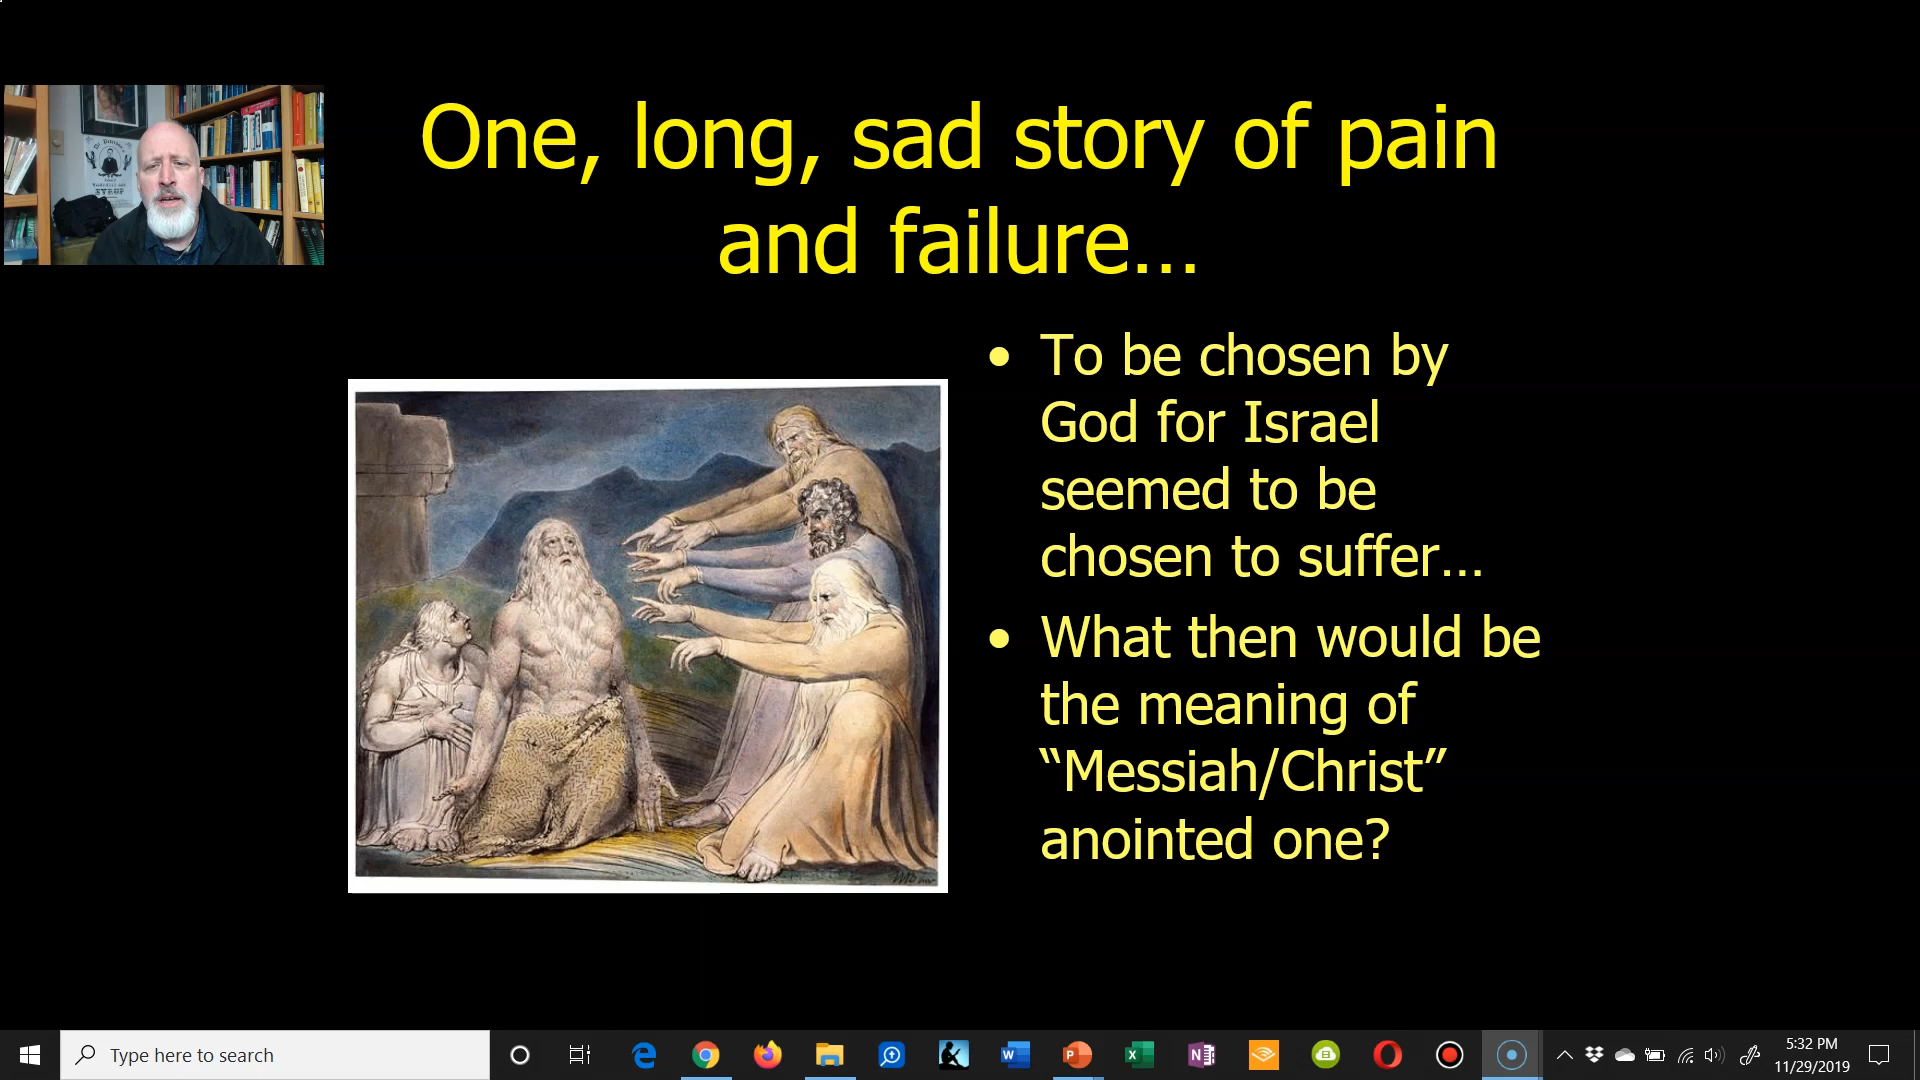 One, long, sad story of pain
and failure...
SYRUP
• To be chosen by
God for Israel
seemed to be
chosen to suffer...
• What then would be
the meaning of
“Messiah/Christ”
anointed one?
Type here to search
5:32 PM
11/29/2019